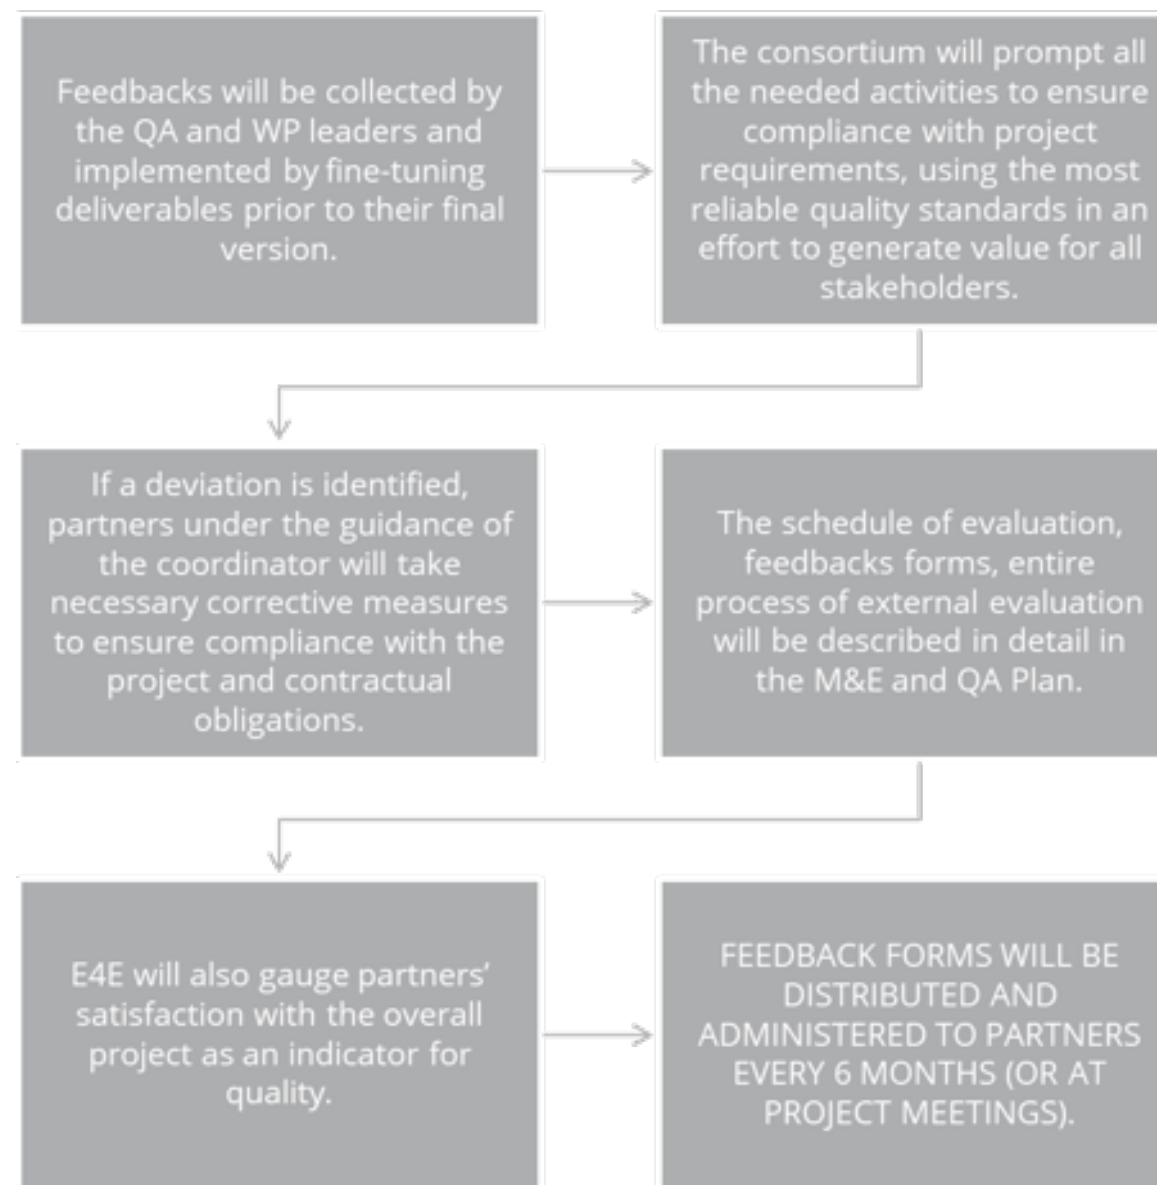 Feedbacks will be collected by
the QA and WP leaders and
implemented by fine-tuning
deliverables prior to their final
version.
The consortium will prompt all
the needed activities to ensure
compliance with project
requirements, using the most
reliable quality standards in an
effort to generate value for all
stakeholders.
If a deviation is identified,
partners under the guidance of
the coordinator will take
necessary corrective measures
to ensure compliance with the
project and contractual
obligations.
The schedule of evaluation,
feedbacks forms, entire
process of external evaluation
will be described in detail in
the M&E and QA Plan.
E4E will also gauge partners’
satisfaction with the overall
project as an indicator for
quality.
FEEDBACK FORMS WILL BE
DISTRIBUTED AND
ADMINISTERED TO PARTNERS
EVERY 6 MONTHS (OR AT
PROJECT MEETINGS).